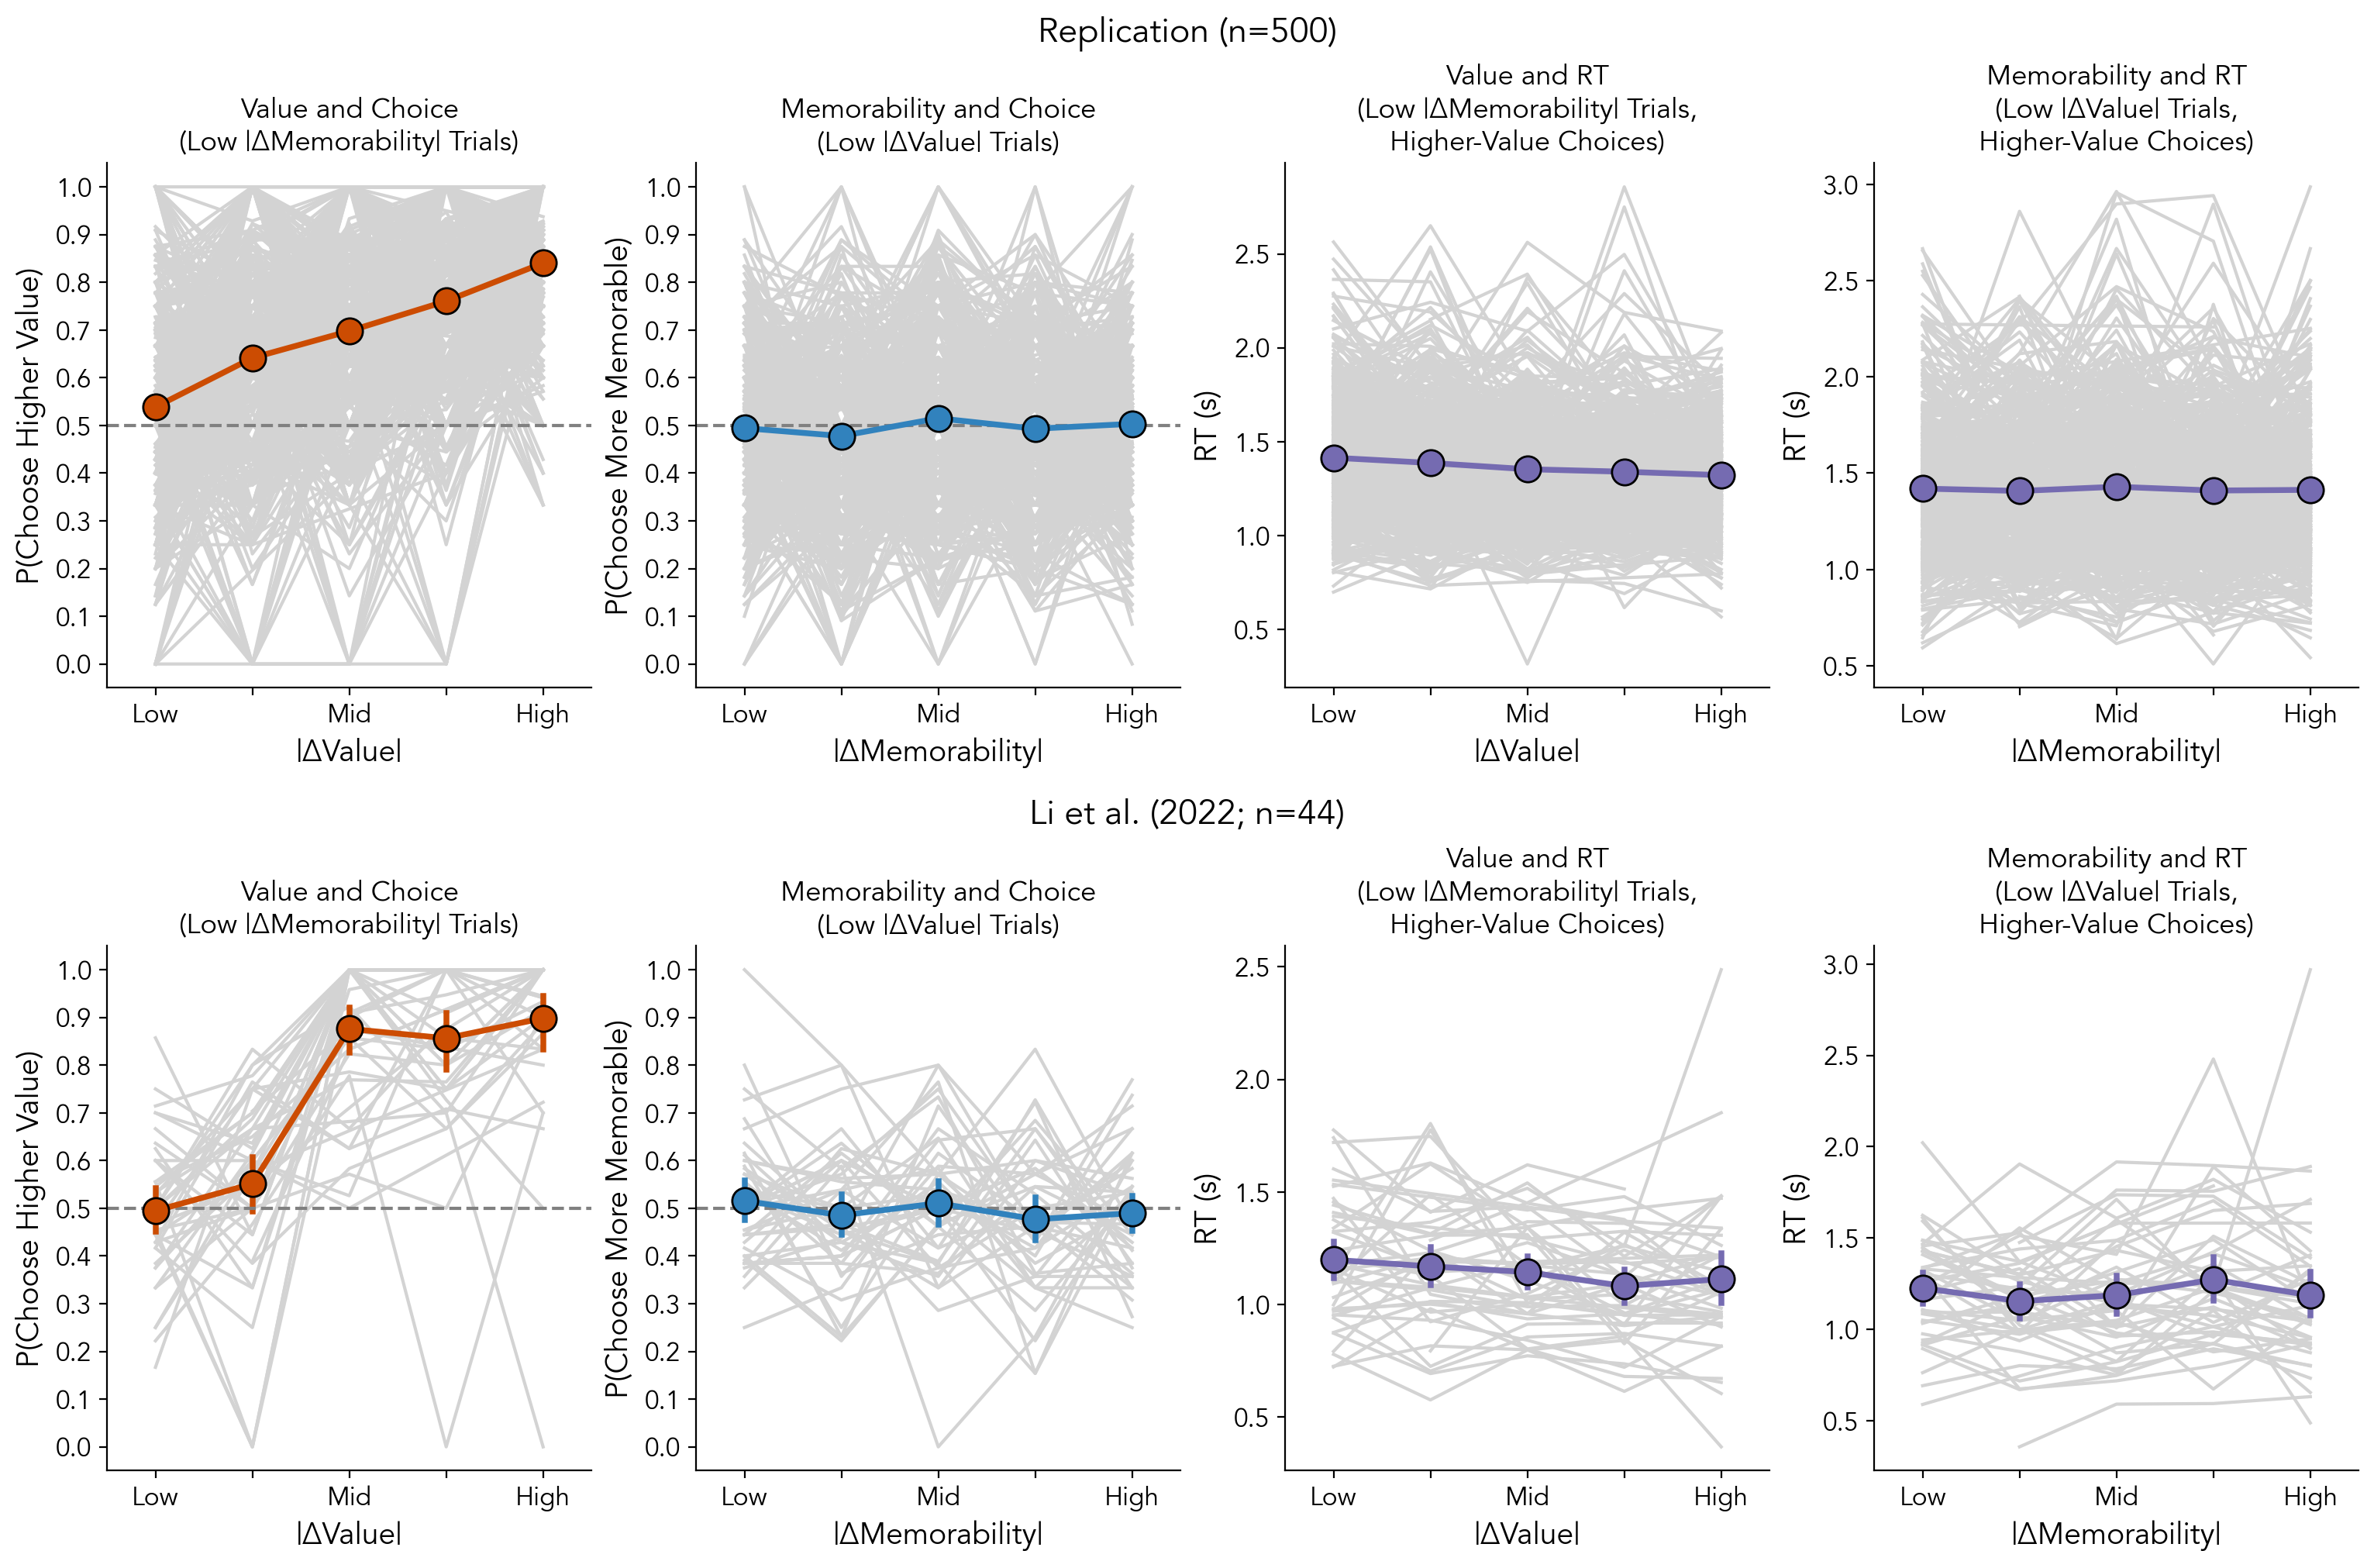 Replication (n=500)
Value and Choice
(Low |ΔMemorability| Trials)
P(Choose Higher Value)
1.0
0.9
0.8
0.7
0.6
0.5
0.4
0.3
0.2
0.1
0.0
Low
Mid
High
|ΔValue|
Memorability and Choice
(Low |ΔValue| Trials)
P(Choose More Memorable)
1.0
0.9
0.8
0.7
0.6
0.5
0.4
0.3
0.2
0.1
0.0
Low
Mid
High
|ΔMemorability|
Value and RT
(Low |ΔMemorability| Trials,
Higher-Value Choices)
RT (s)
2.5
2.0
1.5
1.0
0.5
Low
Mid
High
|ΔValue|
Memorability and RT
(Low |ΔValue| Trials,
Higher-Value Choices)
RT (s)
3.0
2.5
2.0
1.5
1.0
0.5
Low
Mid
High
|ΔMemorability|
Li et al. (2022; n=44)
Value and Choice
(Low |ΔMemorability| Trials)
P(Choose Higher Value)
1.0
0.9
0.8
0.7
0.6
0.5
0.4
0.3
0.2
0.1
0.0
Low
Mid
High
|ΔValue|
Memorability and Choice
(Low |ΔValue| Trials)
P(Choose More Memorable)
1.0
0.9
0.8
0.7
0.6
0.5
0.4
0.3
0.2
0.1
0.0
Low
Mid
High
|ΔMemorability|
Value and RT
(Low |ΔMemorability| Trials,
Higher-Value Choices)
RT (s)
2.5
2.0
1.5
1.0
0.5
Low
Mid
High
|ΔValue|
Memorability and RT
(Low |ΔValue| Trials,
Higher-Value Choices)
RT (s)
3.0
2.5
2.0
1.5
1.0
0.5
Low
Mid
High
|ΔMemorability|